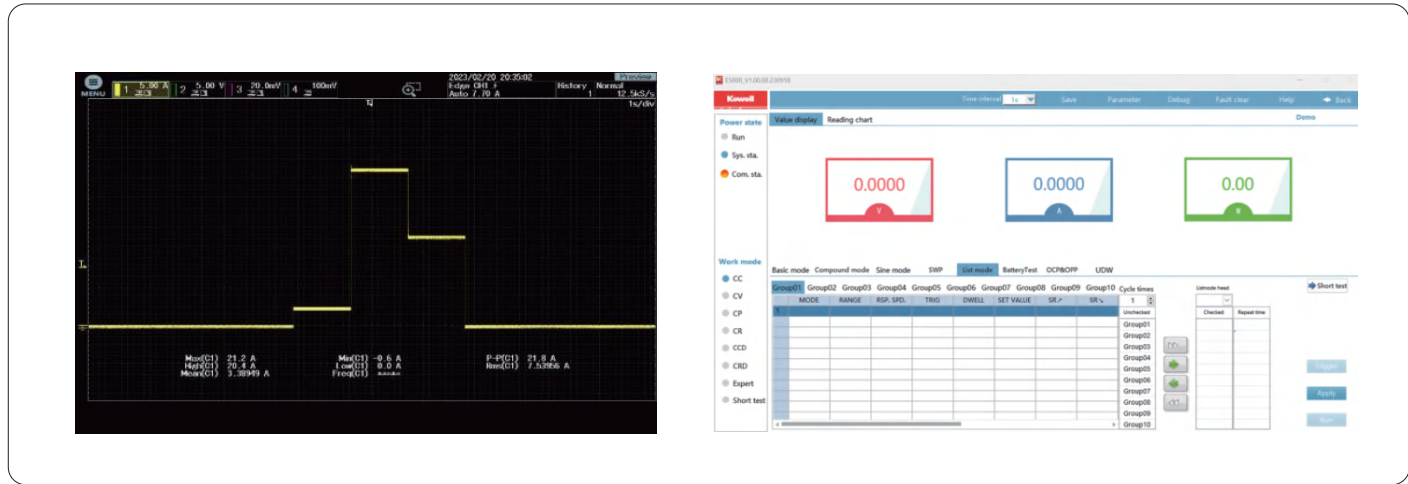 2023/02/20 20:35:02
Preview
MENU
1 5.00 A
2 5.00 V
3 20.0mV
4 100mV
Edge CH1
Auto 7.70 A
History
1
Normal
12.5kS/s
1s/div
Max(C1) 21.2 A
Min(C1) -0.6 A
P-P(C1) 21.8 A
High(C1) 20.4 A
Low(C1) 0.0 A
Rms(C1) 7.53956 A
Mean(C1) 3.38949 A
Freq(C1)
Kewell
Time interval 1s Save Parameter Debug Fault clear Help Back
Power state
Run
Sys. sta.
Com. sta.
Value display Reading chart
Demo
0.0000
V
0.0000
A
0.00
W
Work mode
CC
CV
CP
CR
CCD
CRD
Expert
Short test
Basic mode Compound mode Sine mode SWP List mode BatteryTest OCP&OPP UDW
Group01 Group02 Group03 Group04 Group05 Group06 Group07 Group08 Group09 Group10
MODE RANGE RSP. SPD. TRIG DWELL SET VALUE SR↗ SR↘
1
Cycle times
1
Unchecked
Group01
Group02
Group03
Group04
Group05
Group06
Group07
Group08
Group09
Group10
Listmode head
Checked Repeat time
Short test
Trigger
Apply
Run